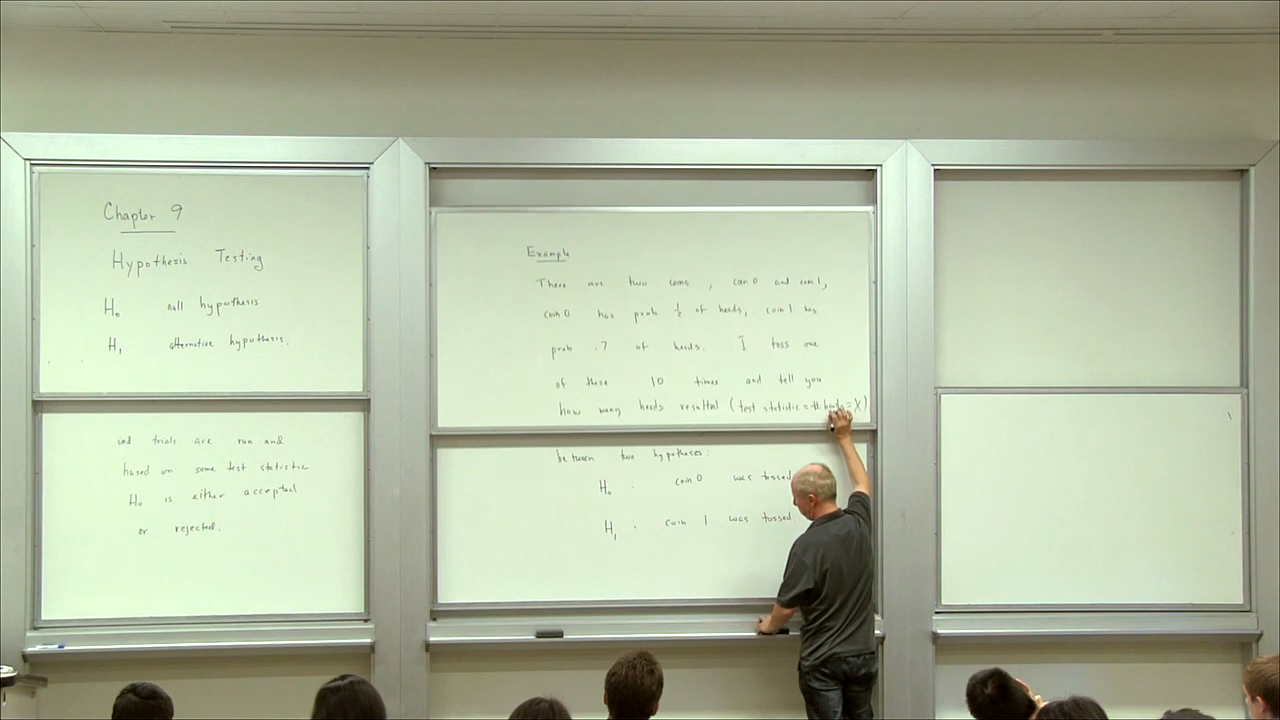 Chapter 9
Hypothesis Testing
H₀ null hypothesis
H₁ alternative hypothesis.
ind trials are run and
based on some test statistic
H₀ is either accepted
or rejected.
Example
There are two coins, coin 0 and coin 1,
coin 0 has prob ½ of heads, coin 1 has
prob .7 of heads. I toss one
of these 10 times and tell you
how many heads resulted (test statistic = # heads = X)
between two hypotheses:
H₀ : coin 0 was tossed
H₁ : coin 1 was tossed